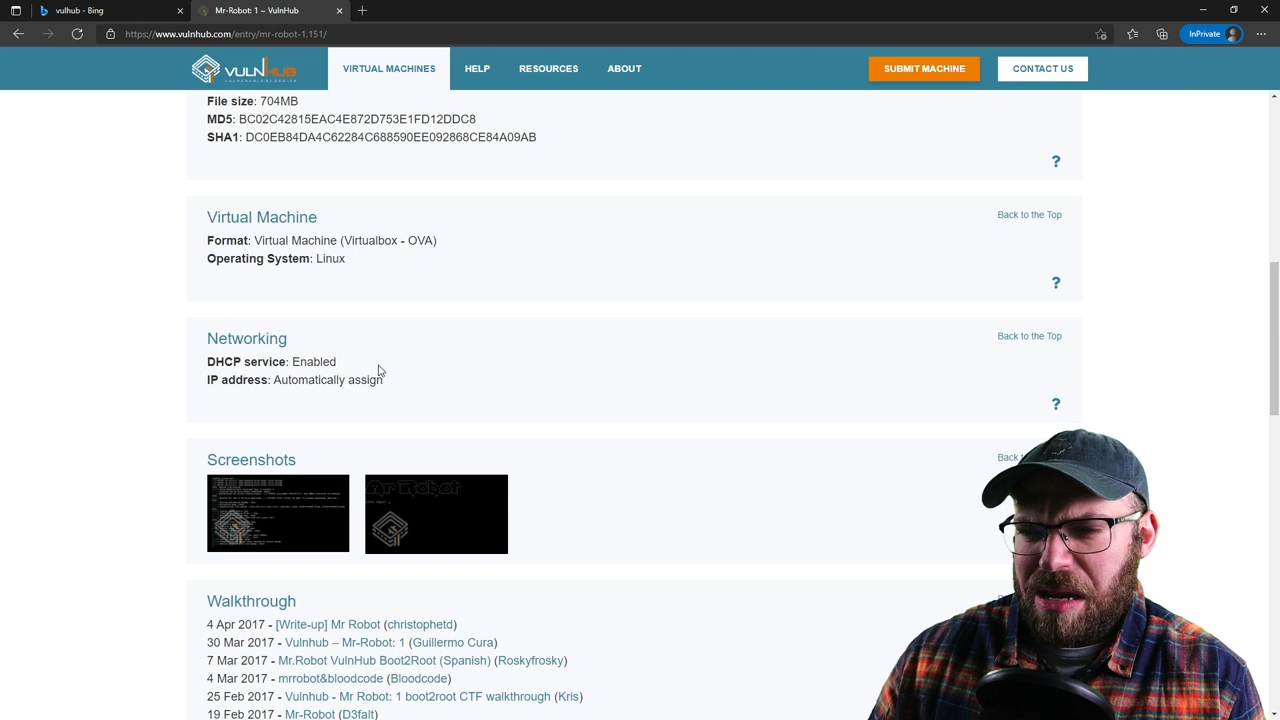 vulhub - Bing
Mr-Robot: 1 ~ VulnHub
https://www.vulnhub.com/entry/mr-robot-1.151/
InPrivate
VULNHUB
VIRTUAL MACHINES
HELP
RESOURCES
ABOUT
SUBMIT MACHINE
CONTACT US
File size: 704MB
MD5: BC02C42815EAC4E872D753E1FD12DDC8
SHA1: DC0EB84DA4C62284C688590EE092868CE84A09AB
?
Virtual Machine
Back to the Top
Format: Virtual Machine (Virtualbox - OVA)
Operating System: Linux
?
Networking
Back to the Top
DHCP service: Enabled
IP address: Automatically assign
?
Screenshots
Back
Mr Robot
Walkthrough
4 Apr 2017 - [Write-up] Mr Robot (christophetd)
30 Mar 2017 - Vulnhub – Mr-Robot: 1 (Guillermo Cura)
7 Mar 2017 - Mr.Robot VulnHub Boot2Root (Spanish) (Roskyfrosky)
4 Mar 2017 - mrrobot&bloodcode (Bloodcode)
25 Feb 2017 - Vulnhub - Mr Robot: 1 boot2root CTF walkthrough (Kris)
19 Feb 2017 - Mr-Robot (D3falt)